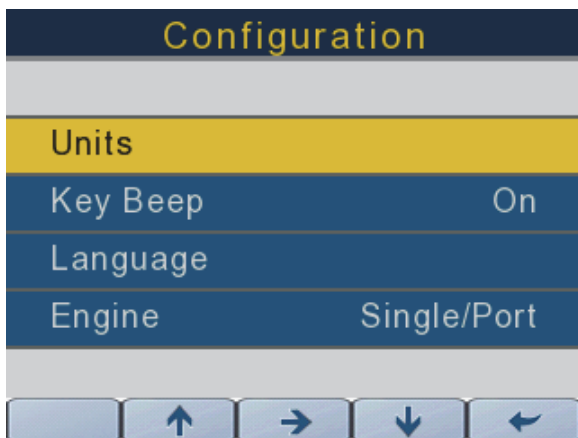 Configuration
Units
Key Beep On
Language
Engine Single/Port